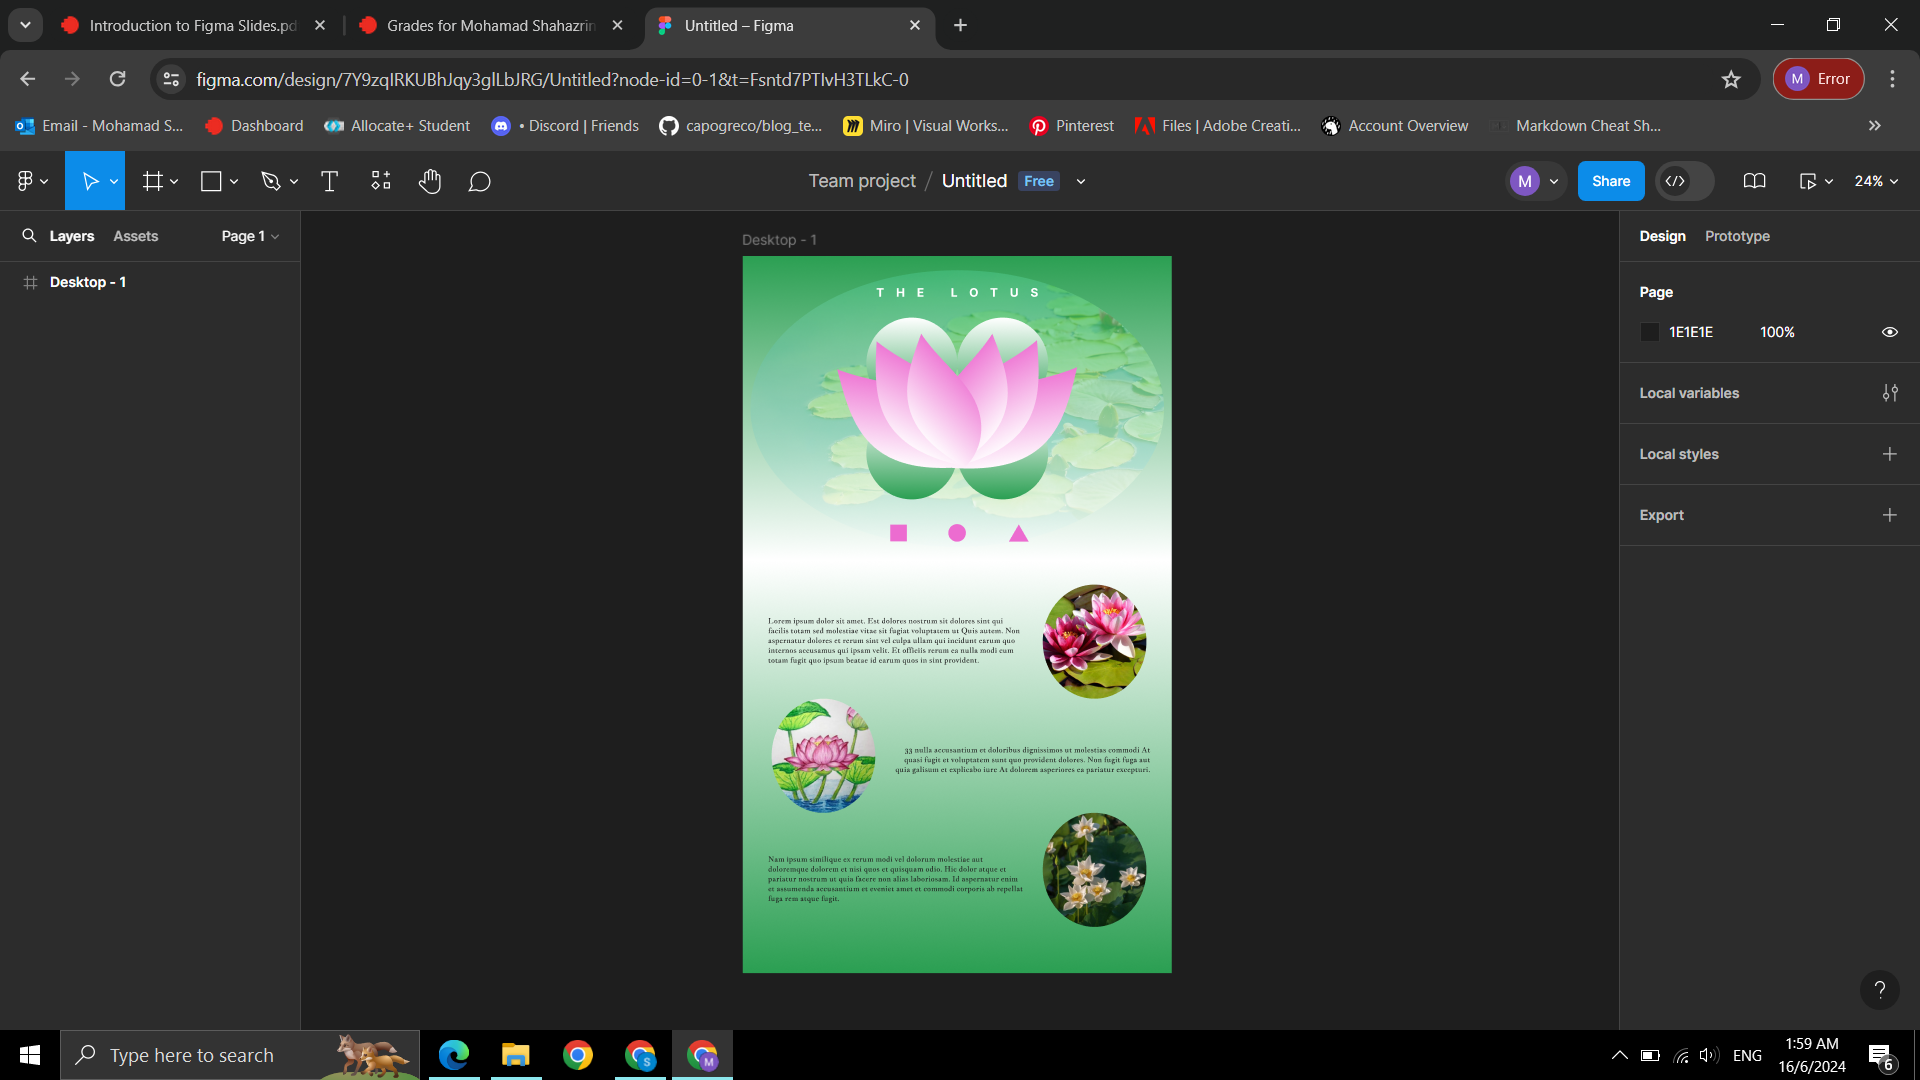 Introduction to Figma Slides.pd
Grades for Mohamad Shahazrin
Untitled – Figma
figma.com/design/7Y9zqIRKUBhJqy3glLbJRG/Untitled?node-id=0-1&t=Fsntd7PTIvH3TLkC-0
M Error
Email - Mohamad S...
Dashboard
Allocate+ Student
• Discord | Friends
capogreco/blog_te...
Miro | Visual Works...
Pinterest
Files | Adobe Creati...
Account Overview
Markdown Cheat Sh...
Team project / Untitled Free
M
Share
24%
Layers Assets Page 1
Desktop - 1
Desktop - 1
THE LOTUS
Lorem ipsum dolor sit amet. Est dolores nostrum sit dolores sint qui
facilis totam sed molestiae vitae sit fugiat voluptatem ut Quis autem. Non
aspernatur dolores et rerum sint vel culpa ullam qui incidunt earum quo
internos accusamus qui ipsam velit. Et officiis rerum ea nulla modi eum
totam fugit quo ipsum beatae id earum quos in sint provident.
33 nulla accusantium et doloribus dignissimos ut molestias commodi At
quasi fugit et voluptatem sunt quo provident dolores. Non fugit fuga aut
quia galisum et explicabo iure At dolorem asperiores ea pariatur excepturi.
Nam ipsum similique ex rerum modi vel dolorum molestiae aut
doloremque dolorem et nisi quos et quisquam odio. Hic dolor atque et
pariatur nostrum ut quia facere non alias laboriosam. Id aspernatur enim
et assumenda accusantium et eveniet amet et commodi corporis ab repellat
fuga rem atque fugit.
Design Prototype
Page
1E1E1E 100%
Local variables
Local styles
Export
?
Type here to search
S
M
ENG
1:59 AM
16/6/2024
6